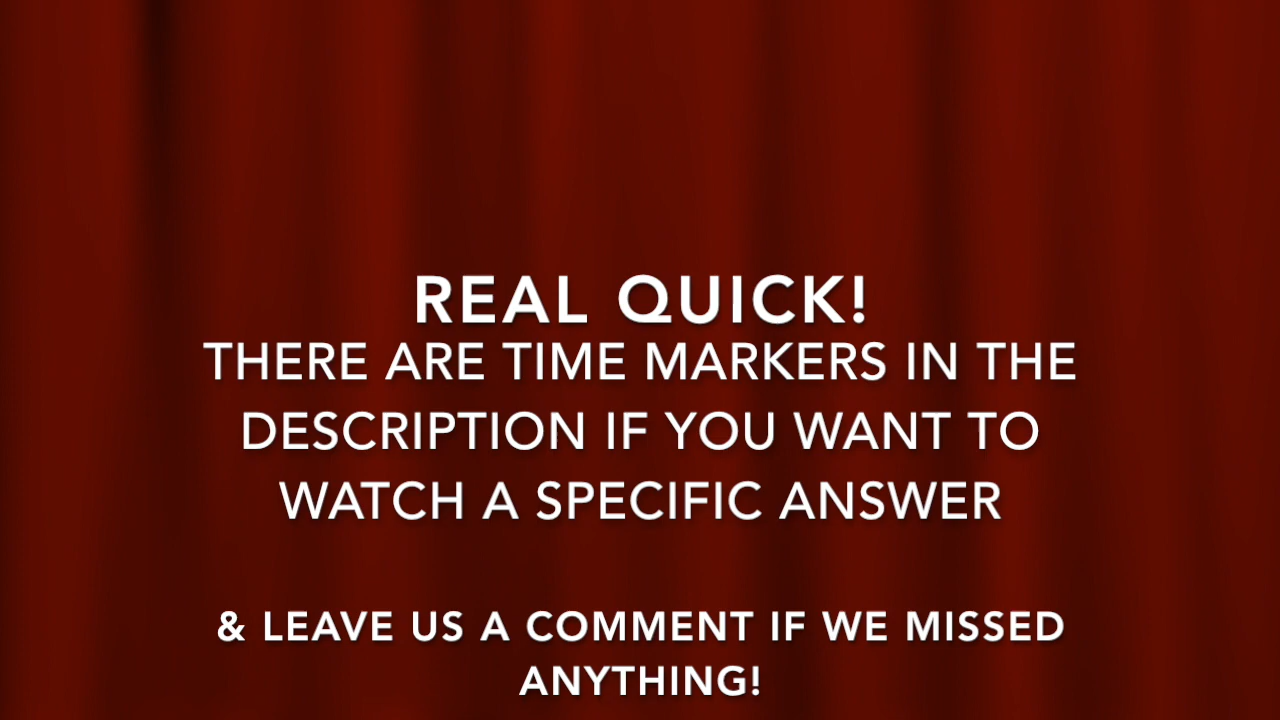 REAL QUICK!
THERE ARE TIME MARKERS IN THE
DESCRIPTION IF YOU WANT TO
WATCH A SPECIFIC ANSWER
& LEAVE US A COMMENT IF WE MISSED
ANYTHING!